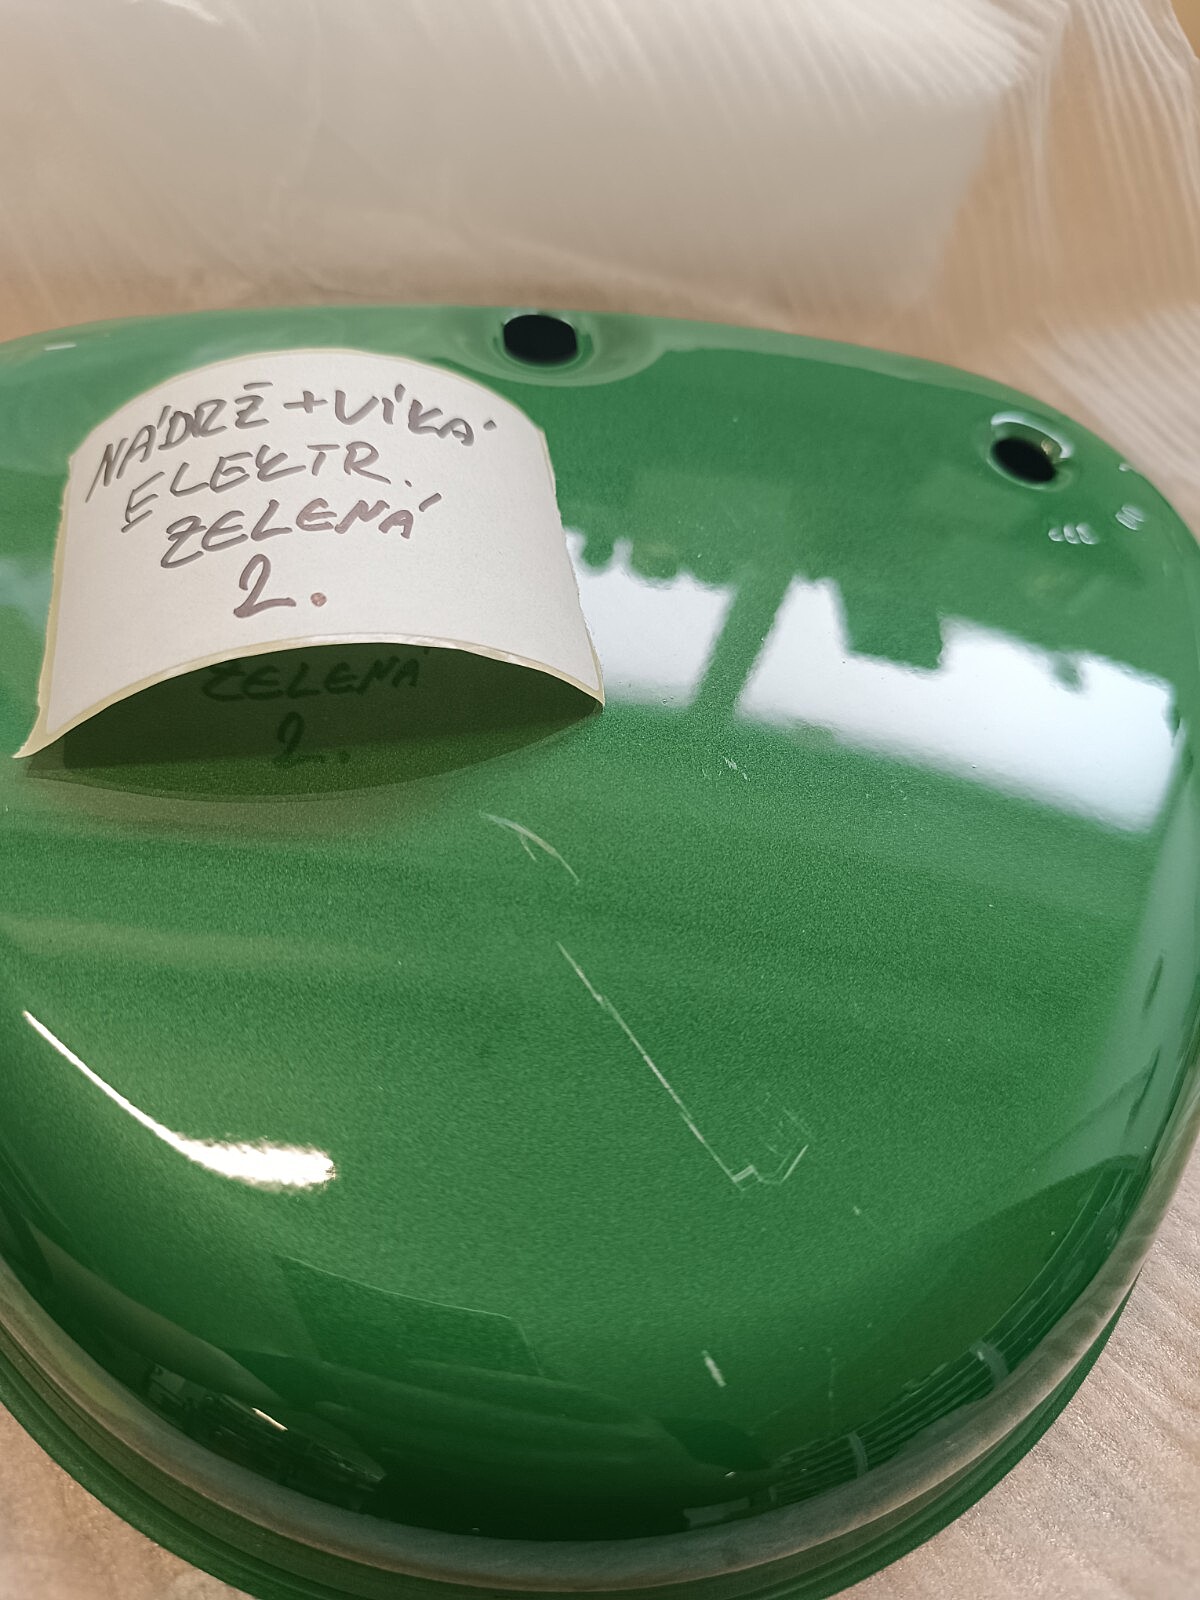 NÁDRŽ + VÍKA
ELEKTR.
ZELENÁ
2.
ZELENÁ
2.